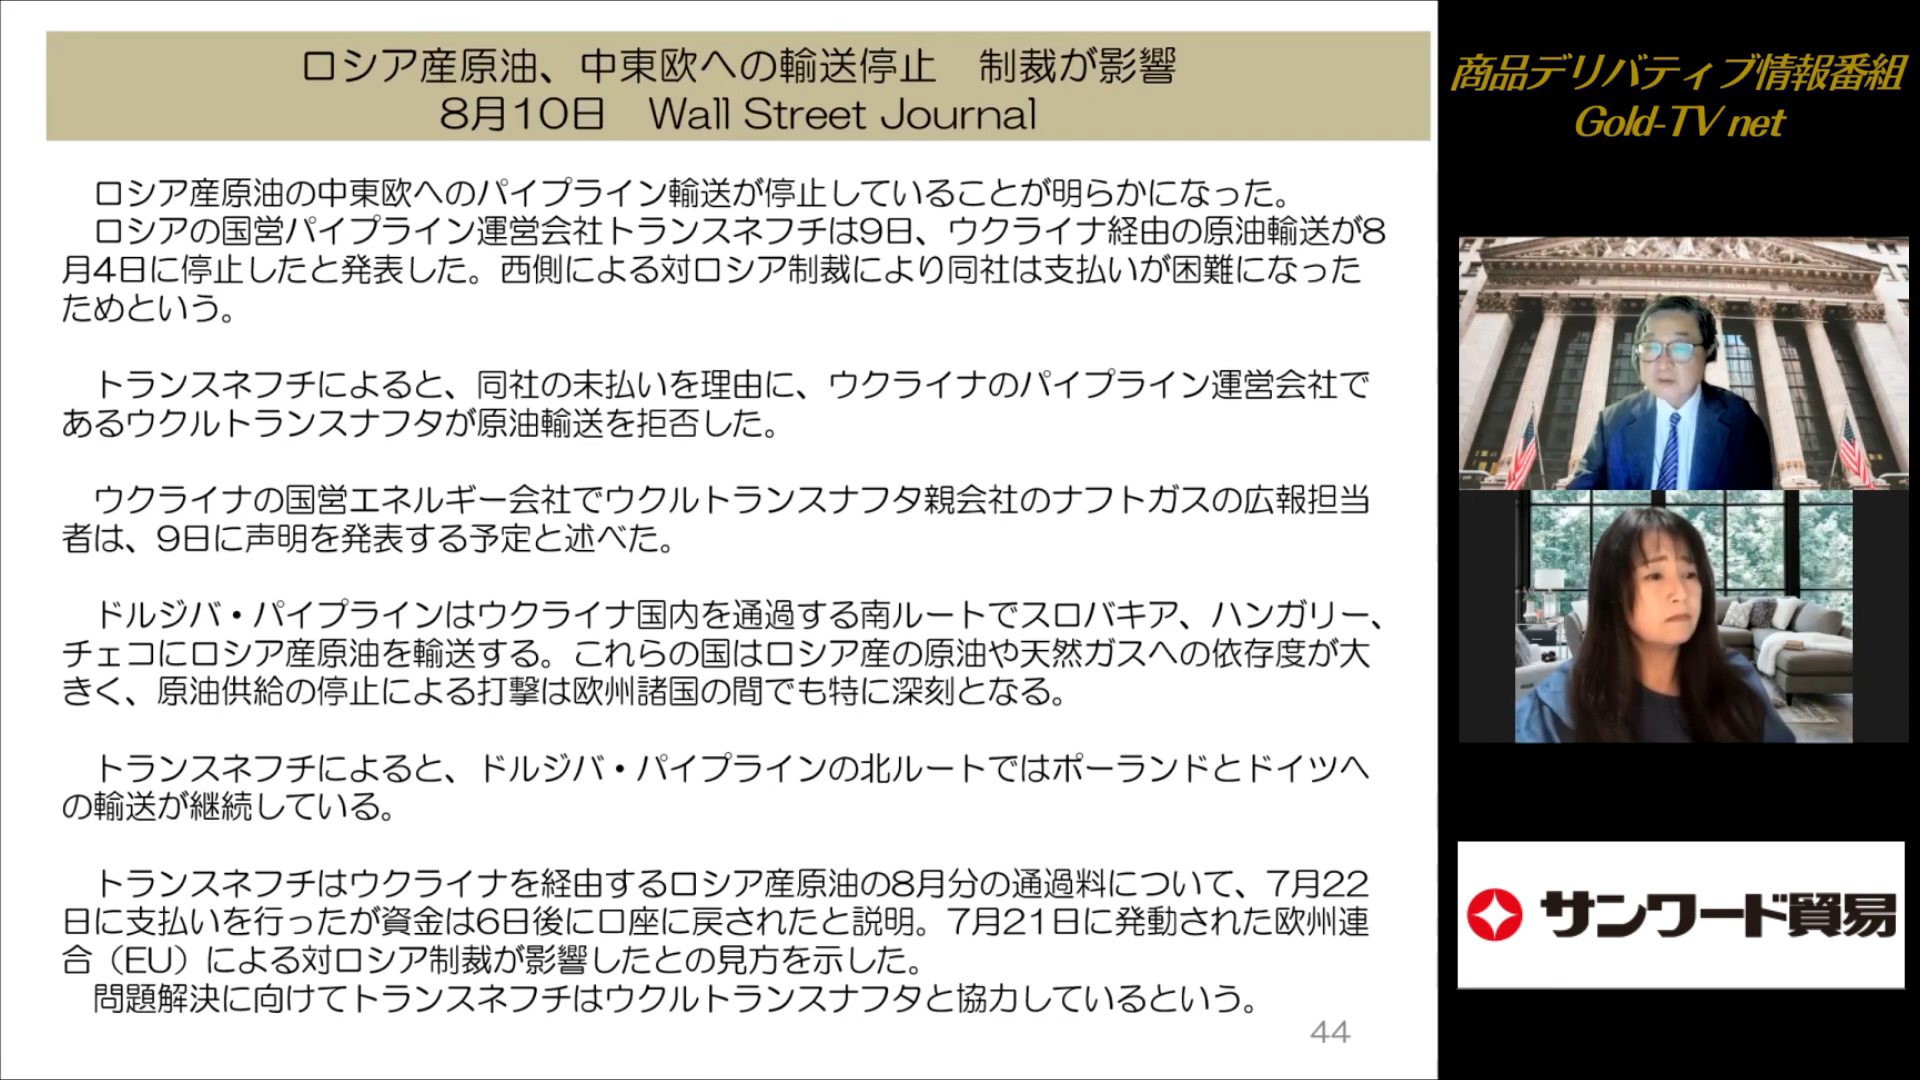 ロシア産原油、中東欧への輸送停止　制裁が影響
8月10日　Wall Street Journal
ロシア産原油の中東欧へのパイプライン輸送が停止していることが明らかになった。
ロシアの国営パイプライン運営会社トランスネフチは9日、ウクライナ経由の原油輸送が8
月4日に停止したと発表した。西側による対ロシア制裁により同社は支払いが困難になった
ためという。
トランスネフチによると、同社の未払いを理由に、ウクライナのパイプライン運営会社で
あるウクルトランスナフタが原油輸送を拒否した。
ウクライナの国営エネルギー会社でウクルトランスナフタ親会社のナフトガスの広報担当
者は、9日に声明を発表する予定と述べた。
ドルジバ・パイプラインはウクライナ国内を通過する南ルートでスロバキア、ハンガリー、
チェコにロシア産原油を輸送する。これらの国はロシア産の原油や天然ガスへの依存度が大
きく、原油供給の停止による打撃は欧州諸国の間でも特に深刻となる。
トランスネフチによると、ドルジバ・パイプラインの北ルートではポーランドとドイツへ
の輸送が継続している。
トランスネフチはウクライナを経由するロシア産原油の8月分の通過料について、7月22
日に支払いを行ったが資金は6日後に口座に戻されたと説明。7月21日に発動された欧州連
合（EU）による対ロシア制裁が影響したとの見方を示した。
問題解決に向けてトランスネフチはウクルトランスナフタと協力しているという。
44
商品デリバティブ情報番組
Gold-TV net
サンワード貿易